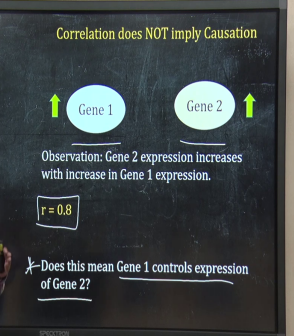 Correlation does NOT imply Causation
Gene 1
Gene 2
Observation: Gene 2 expression increases
with increase in Gene 1 expression.
r = 0.8
Does this mean Gene 1 controls expression
of Gene 2?
SPECKTRON